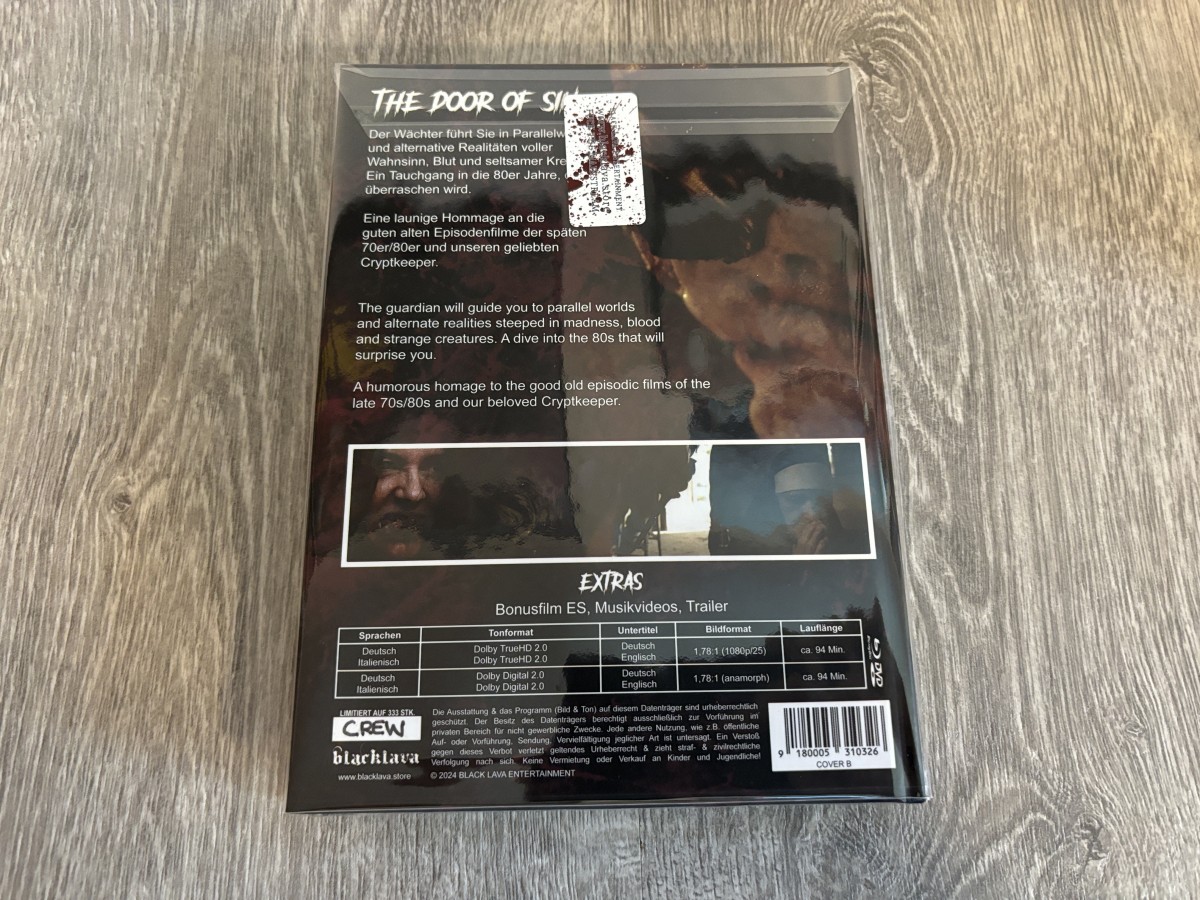 THE DOOR OF SIN
Der Wächter führt Sie in
und alternative Realitäten voller
Wahnsinn, Blut und seltsamer
Ein Tauchgang in die 80er Jahre,
überraschen wird.
Eine launige Hommage an die
guten alten Episodenfilme der späten
70er/80er und unseren geliebten
Cryptkeeper.
The guardian will guide you to parallel worlds
and alternate realities steeped in madness, blood
and strange creatures. A dive into the 80s that will
surprise you.
A humorous homage to the good old episodic films of the
late 70s/80s and our beloved Cryptkeeper.
EXTRAS
Bonusfilm ES, Musikvideos, Trailer
Sprachen Tonformat Untertitel Bildformat Lauflänge
Deutsch Dolby TrueHD 2.0 Deutsch 1,78:1 (1080p/25) ca. 94 Min.
Italienisch Dolby TrueHD 2.0 Englisch
Deutsch Dolby Digital 2.0 Deutsch 1,78:1 (anamorph) ca. 94 Min.
Italienisch Dolby Digital 2.0 Englisch
DVD
LIMITIERT AUF 333 STK.
CREW
blacklava
www.blacklava.store
Die Ausstattung & das Programm (Bild & Ton) auf diesem Datenträger sind urheberrechtlich
geschützt. Der Besitz des Datenträgers berechtigt ausschließlich zur Vorführung im
privaten Bereich für nicht gewerbliche Zwecke. Jede andere Nutzung, wie z.B. öffentliche
Auf- oder Vorführung, Sendung, Vervielfältigung jeglicher Art ist untersagt. Ein Verstoß
gegen dieses Verbot verletzt geltendes Urheberrecht & zieht straf- & zivilrechtliche
Verfolgung nach sich. Keine Vermietung oder Verkauf an Kinder und Jugendliche!
© 2024 BLACK LAVA ENTERTAINMENT
9 180005 310326
COVER B